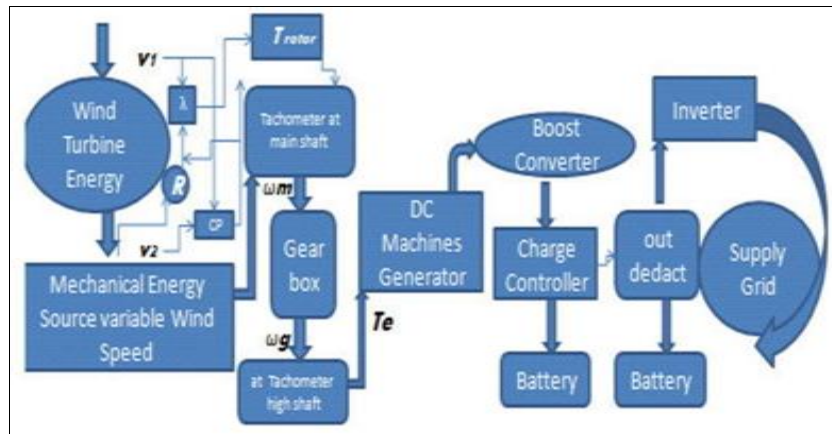 Wind
Turbine
Energy
v1
λ
R
v2
CP
Trotor
Tachometer at
main shaft
ωm
Gear
box
ωg
at Tachometer
high shaft
Mechanical Energy
Source variable Wind
Speed
Te
DC
Machines
Generator
Boost
Converter
Charge
Controller
Battery
out
dedact
Battery
Inverter
Supply
Grid